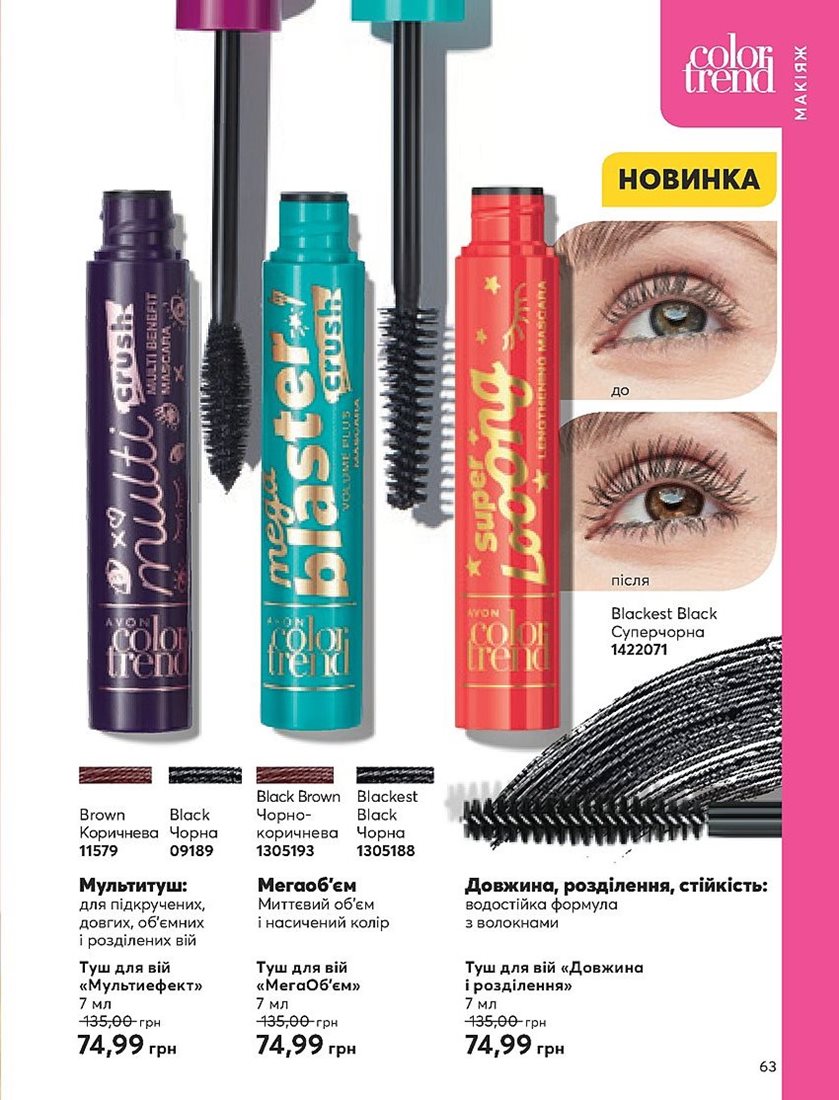 color
trend
МАКІЯЖ
НОВИНКА
multi
crush
MULTI BENEFIT
MASCARA
AVON
color
trend
mega
blaster
crush
VOLUME PLUS
MASCARA
AVON
color
trend
super
LOOONG
LENGTHENING MASCARA
AVON
color
trend
до
після
Blackest Black
Суперчорна
1422071
Brown
Коричнева
11579
Black
Чорна
09189
Black Brown
Чорно-
коричнева
1305193
Blackest
Black
Чорна
1305188
Мультитуш:
для підкручених,
довгих, об'ємних
і розділених вій
Туш для вій
«Мультиефект»
7 мл
135,00 грн
74,99 грн
Мегаоб'єм
Миттєвий об'єм
і насичений колір
Туш для вій
«МегаОб'єм»
7 мл
135,00 грн
74,99 грн
Довжина, розділення, стійкість:
водостійка формула
з волокнами
Туш для вій «Довжина
і розділення»
7 мл
135,00 грн
74,99 грн
63